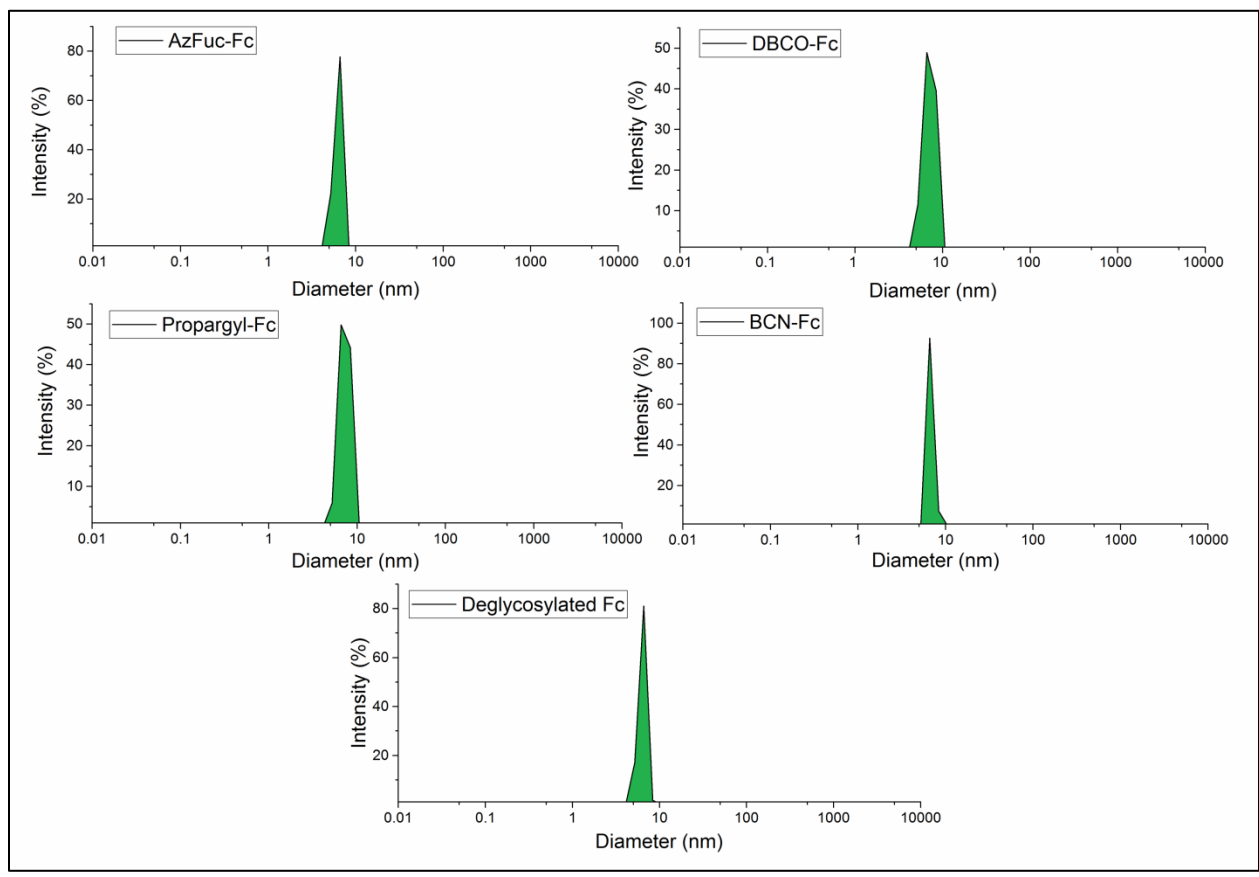 AzFuc-Fc
Intensity (%)
80
60
40
20
0.01 0.1 1 10 100 1000 10000
Diameter (nm)
DBCO-Fc
Intensity (%)
50
40
30
20
10
0.01 0.1 1 10 100 1000 10000
Diameter (nm)
Propargyl-Fc
Intensity (%)
50
40
30
20
10
0.01 0.1 1 10 100 1000 10000
Diameter (nm)
BCN-Fc
Intensity (%)
100
80
60
40
20
0.01 0.1 1 10 100 1000 10000
Diameter (nm)
Deglycosylated Fc
Intensity (%)
80
60
40
20
0.01 0.1 1 10 100 1000 10000
Diameter (nm)